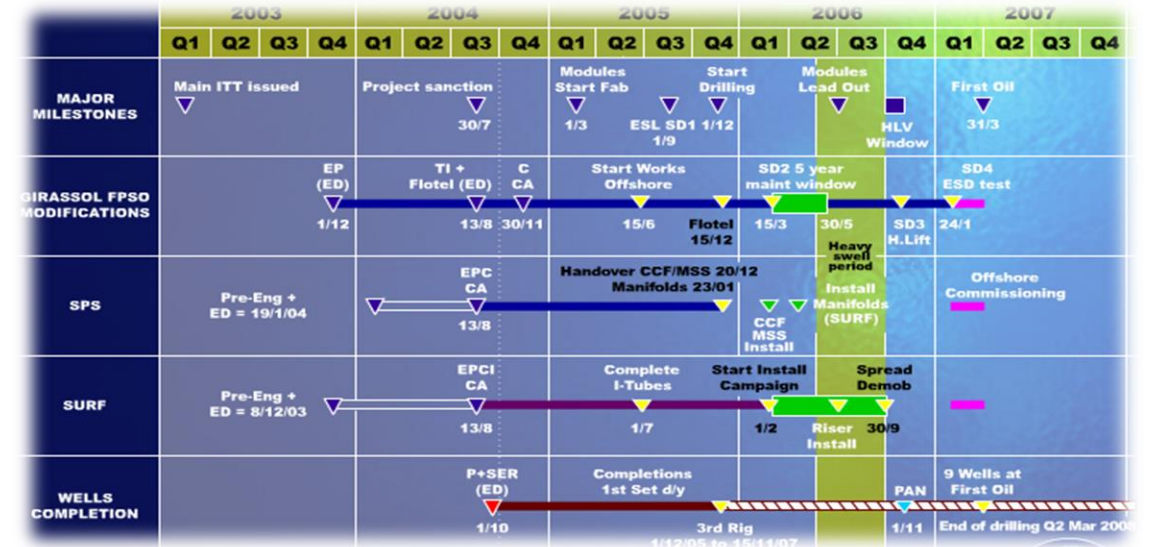 2003 2004 2005 2006 2007
Q1 Q2 Q3 Q4 Q1 Q2 Q3 Q4 Q1 Q2 Q3 Q4 Q1 Q2 Q3 Q4 Q1 Q2 Q3 Q4
MAJOR
MILESTONES
Main ITT issued
Project sanction
30/7
Modules
Start Fab
1/3
ESL SD1
1/9
Start
Drilling
1/12
Modules
Lead Out
HLV
Window
First Oil
31/3
GIRASSOL FPSO
MODIFICATIONS
EP
(ED)
1/12
TI +
Flotel (ED)
13/8
C
CA
30/11
Start Works
Offshore
15/6
Flotel
15/12
SD2 5 year
maint window
15/3
30/5
Heavy
swell
period
SD3
H.Lift
SD4
ESD test
24/1
SPS
Pre-Eng +
ED = 19/1/04
EPC
CA
13/8
Handover CCF/MSS 20/12
Manifolds 23/01
CCF
MSS
Install
Install
Manifolds
(SURF)
Offshore
Commissioning
SURF
Pre-Eng +
ED = 8/12/03
EPCI
CA
13/8
Complete
I-Tubes
1/7
Start Install
Campaign
1/2
Riser
Install
Spread
Demob
30/9
WELLS
COMPLETION
P+SER
(ED)
1/10
Completions
1st Set d/y
3rd Rig
1/12/05 to 15/11/07
PAN
1/11
9 Wells at
First Oil
End of drilling Q2 Mar 2008